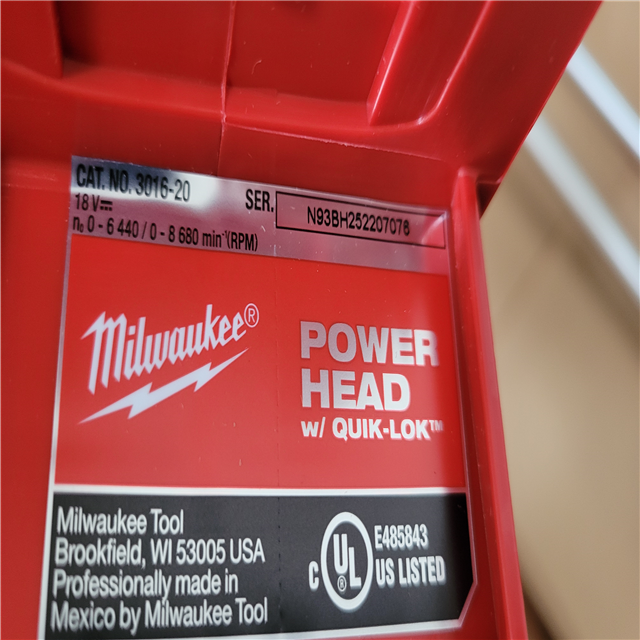 CAT. NO. 3016-20
SER. N93BH252207078
18 V⎓
n₀ 0 - 6 440 / 0 - 8 680 min⁻¹(RPM)
Milwaukee®
POWER
HEAD
w/ QUIK-LOK™
Milwaukee Tool
Brookfield, WI 53005 USA
Professionally made in
Mexico by Milwaukee Tool
C UL® US LISTED
E485843